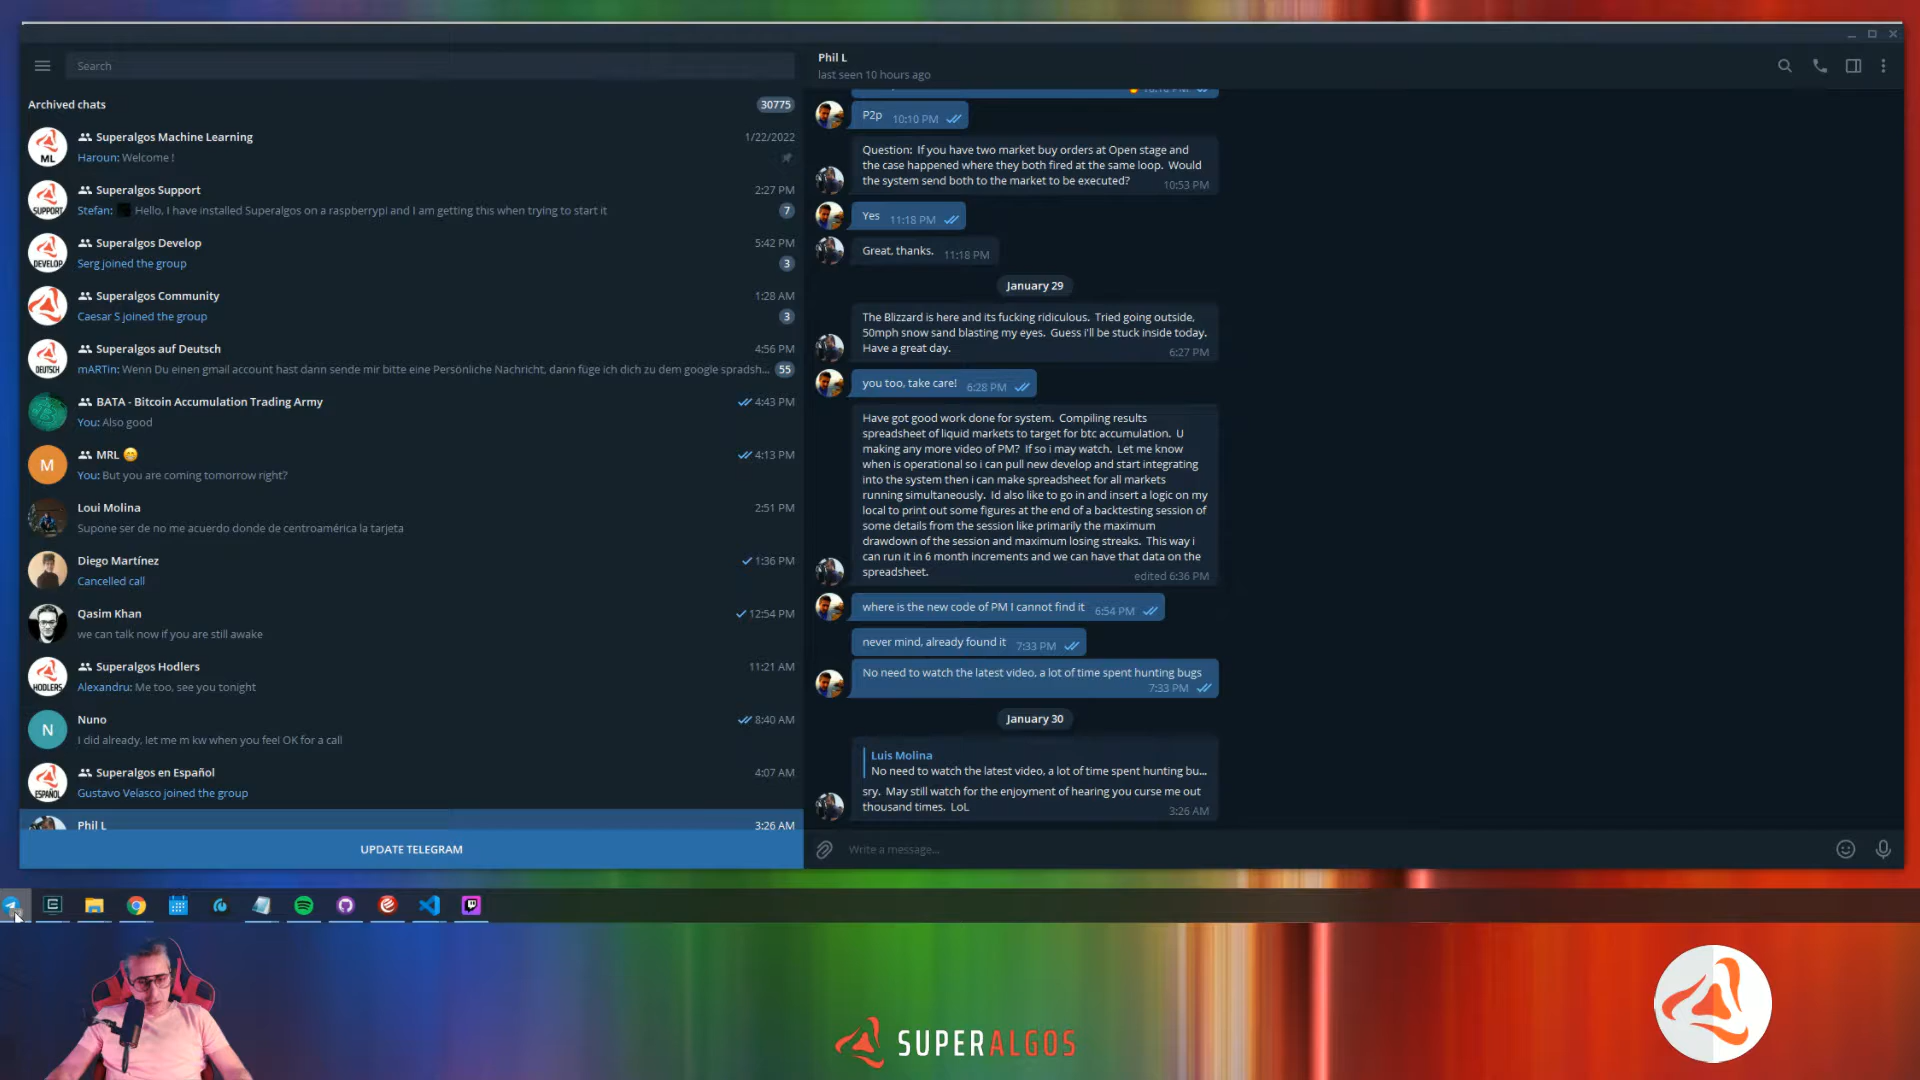 Search
Archived chats
30775
Superalgos Machine Learning
1/22/2022
Haroun: Welcome !
ML
Superalgos Support
2:27 PM
Stefan: Hello, I have installed Superalgos on a raspberrypi and I am getting this when trying to start it
7
SUPPORT
Superalgos Develop
5:42 PM
Serg joined the group
3
DEVELOP
Superalgos Community
1:28 AM
Caesar S joined the group
3
Superalgos auf Deutsch
4:56 PM
mARTin: Wenn Du einen gmail account hast dann sende mir bitte eine Persönliche Nachricht, dann füge ich dich zu dem google spradsh...
55
DEUTSCH
BATA - Bitcoin Accumulation Trading Army
4:43 PM
You: Also good
M
MRL 😁
4:13 PM
You: But you are coming tomorrow right?
Loui Molina
2:51 PM
Supone ser de no me acuerdo donde de centroamérica la tarjeta
Diego Martínez
1:36 PM
Cancelled call
Qasim Khan
12:54 PM
we can talk now if you are still awake
Superalgos Hodlers
11:21 AM
Alexandru: Me too, see you tonight
HODLERS
N
Nuno
8:40 AM
I did already, let me m kw when you feel OK for a call
Superalgos en Español
4:07 AM
Gustavo Velasco joined the group
ESPAÑOL
Phil L
3:26 AM
UPDATE TELEGRAM
Phil L
last seen 10 hours ago
P2p 10:10 PM
Question: If you have two market buy orders at Open stage and
the case happened where they both fired at the same loop. Would
the system send both to the market to be executed?
10:53 PM
Yes 11:18 PM
Great, thanks. 11:18 PM
January 29
The Blizzard is here and its fucking ridiculous. Tried going outside,
50mph snow sand blasting my eyes. Guess i'll be stuck inside today.
Have a great day.
6:27 PM
you too, take care! 6:28 PM
Have got good work done for system. Compiling results
spreadsheet of liquid markets to target for btc accumulation. U
making any more video of PM? If so i may watch. Let me know
when is operational so i can pull new develop and start integrating
into the system then i can make spreadsheet for all markets
running simultaneously. Id also like to go in and insert a logic on my
local to print out some figures at the end of a backtesting session of
some details from the session like primarily the maximum
drawdown of the session and maximum losing streaks. This way i
can run it in 6 month increments and we can have that data on the
spreadsheet.
edited 6:36 PM
where is the new code of PM I cannot find it 6:54 PM
never mind, already found it 7:33 PM
No need to watch the latest video, a lot of time spent hunting bugs
7:33 PM
January 30
Luis Molina
No need to watch the latest video, a lot of time spent hunting bu...
sry. May still watch for the enjoyment of hearing you curse me out
thousand times. LoL
3:26 AM
Write a message...
SUPERALGOS